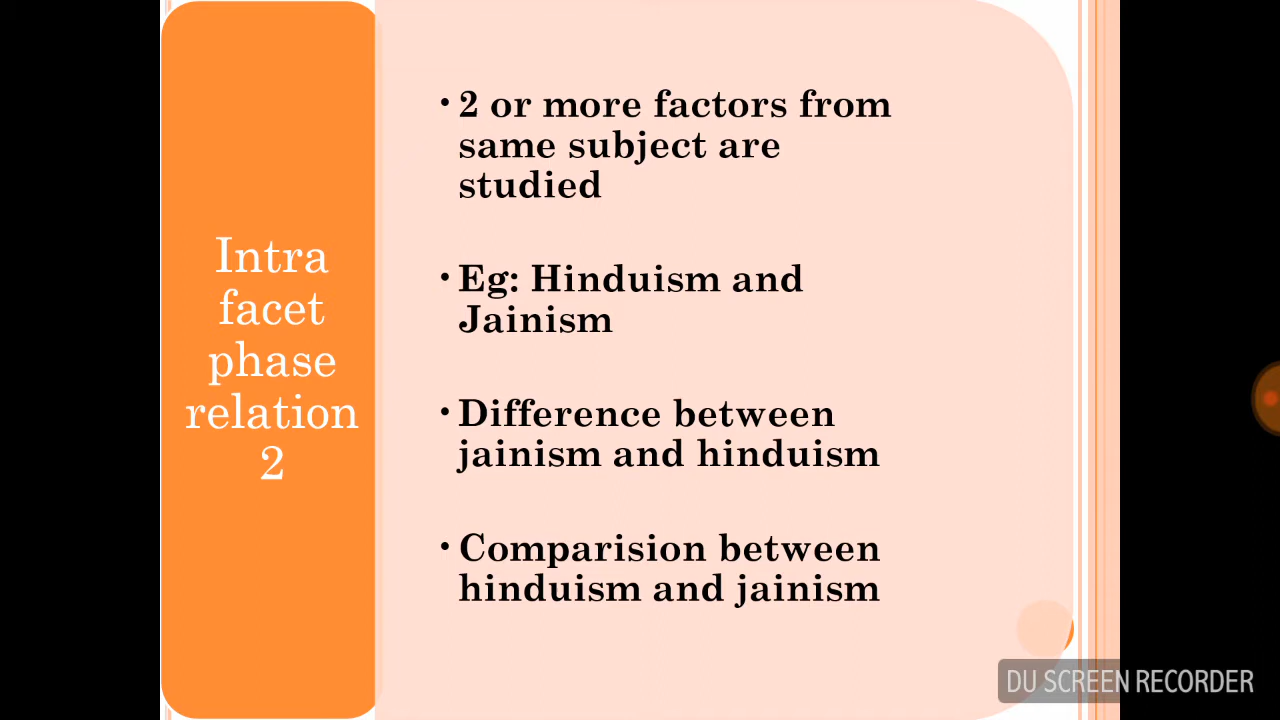 Intra
facet
phase
relation
2
• 2 or more factors from
same subject are
studied
• Eg: Hinduism and
Jainism
• Difference between
jainism and hinduism
• Comparision between
hinduism and jainism
DU SCREEN RECORDER